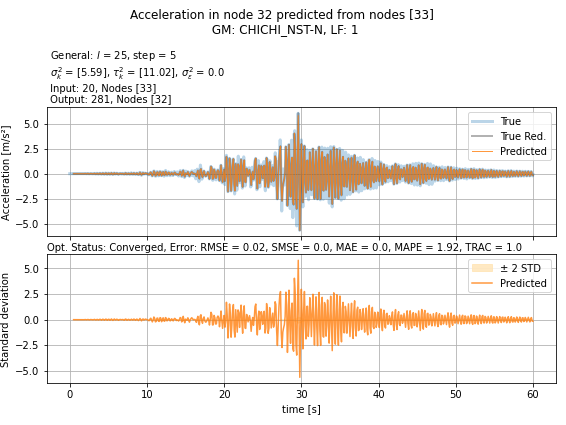 Acceleration in node 32 predicted from nodes [33]
GM: CHICHI_NST-N, LF: 1
General: l = 25, step = 5
σ²ₖ = [5.59], τ²ₖ = [11.02], σ²ε = 0.0
Input: 20, Nodes [33]
Output: 281, Nodes [32]
Acceleration [m/s²]
5.0
2.5
0.0
−2.5
−5.0
True
True Red.
Predicted
Opt. Status: Converged, Error: RMSE = 0.02, SMSE = 0.0, MAE = 0.0, MAPE = 1.92, TRAC = 1.0
Standard deviation
5.0
2.5
0.0
−2.5
−5.0
± 2 STD
Predicted
0 10 20 30 40 50 60
time [s]